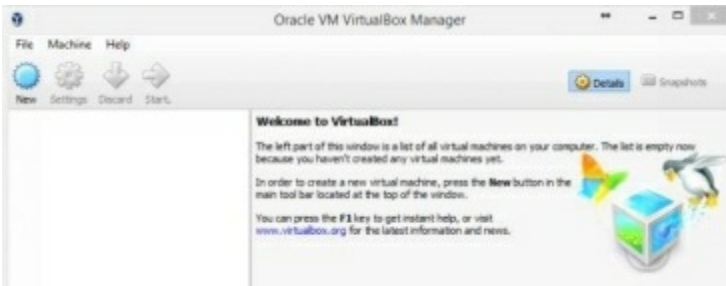 Oracle VM VirtualBox Manager
File Machine Help
New Settings Discard Start
Details Snapshots
Welcome to VirtualBox!
The left part of this window is a list of all virtual machines on your computer. The list is empty now
because you haven't created any virtual machines yet.
In order to create a new virtual machine, press the New button in the
main tool bar located at the top of the window.
You can press the F1 key to get instant help, or visit
www.virtualbox.org for the latest information and news.